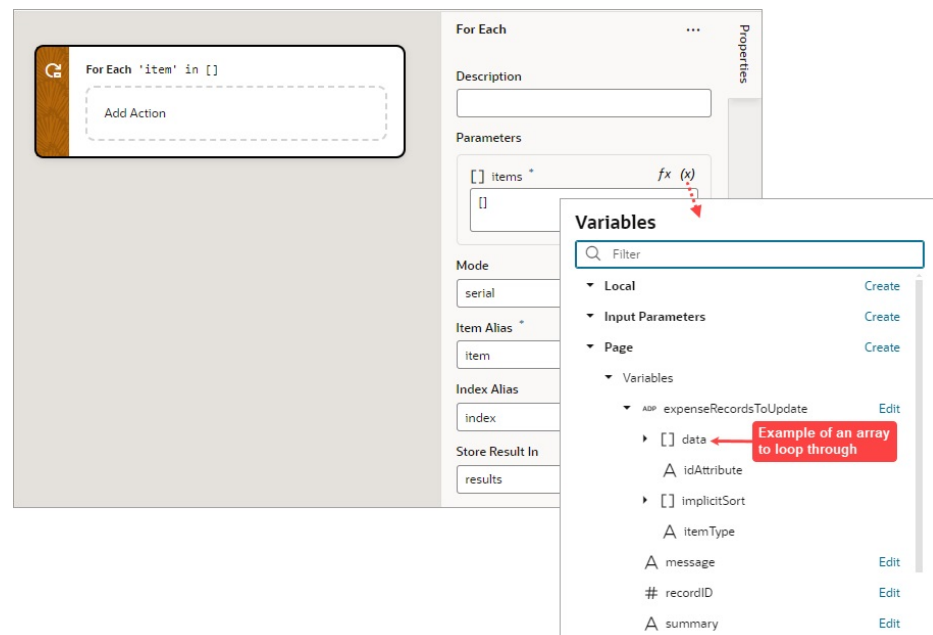 For Each 'item' in []
Add Action
For Each
...
Properties
Description
Parameters
[] items *
fx (x)
[]
Mode
serial
Item Alias *
item
Index Alias
index
Store Result In
results
Variables
Filter
Local Create
Input Parameters Create
Page Create
Variables
ADP expenseRecordsToUpdate Edit
[] data
Example of an array
to loop through
A idAttribute
[] implicitSort
A itemType
A message Edit
# recordID Edit
A summary Edit